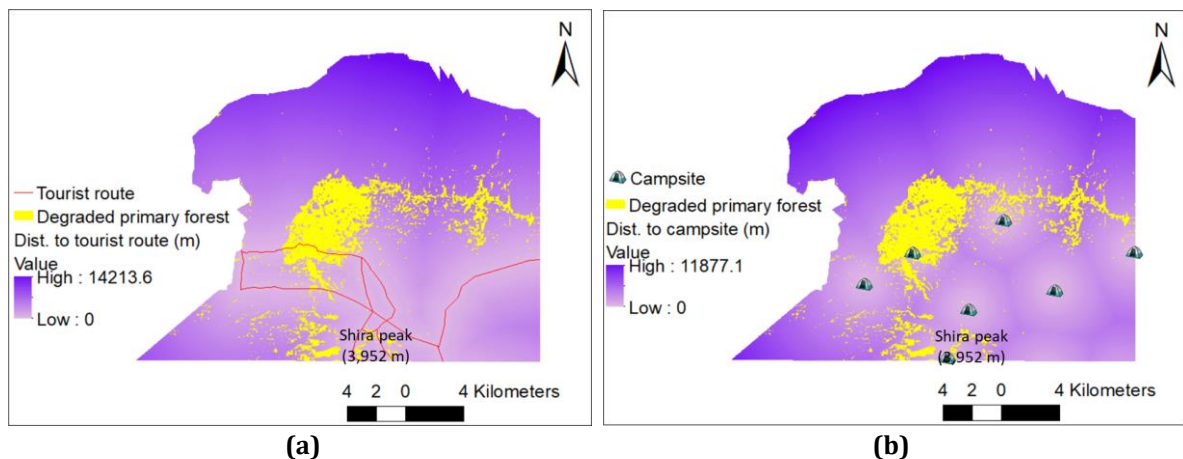 N
Tourist route
Degraded primary forest
Dist. to tourist route (m)
Value
High : 14213.6
Low : 0
Shira peak
(3,952 m)
4 2 0 4 Kilometers
(a)
N
Campsite
Degraded primary forest
Dist. to campsite (m)
Value
High : 11877.1
Low : 0
Shira peak
(3,952 m)
4 2 0 4 Kilometers
(b)